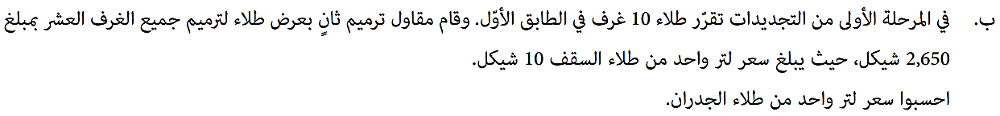 ب. في المرحلة الأولى من التجديدات تقرّر طلاء 10 غرف في الطابق الأوّل. وقام مقاول ترميم ثانٍ بعرض طلاء لترميم جميع الغرف العشر بمبلغ
2,650 شيكل، حيث يبلغ سعر لتر واحد من طلاء السقف 10 شيكل.
احسبوا سعر لتر واحد من طلاء الجدران.